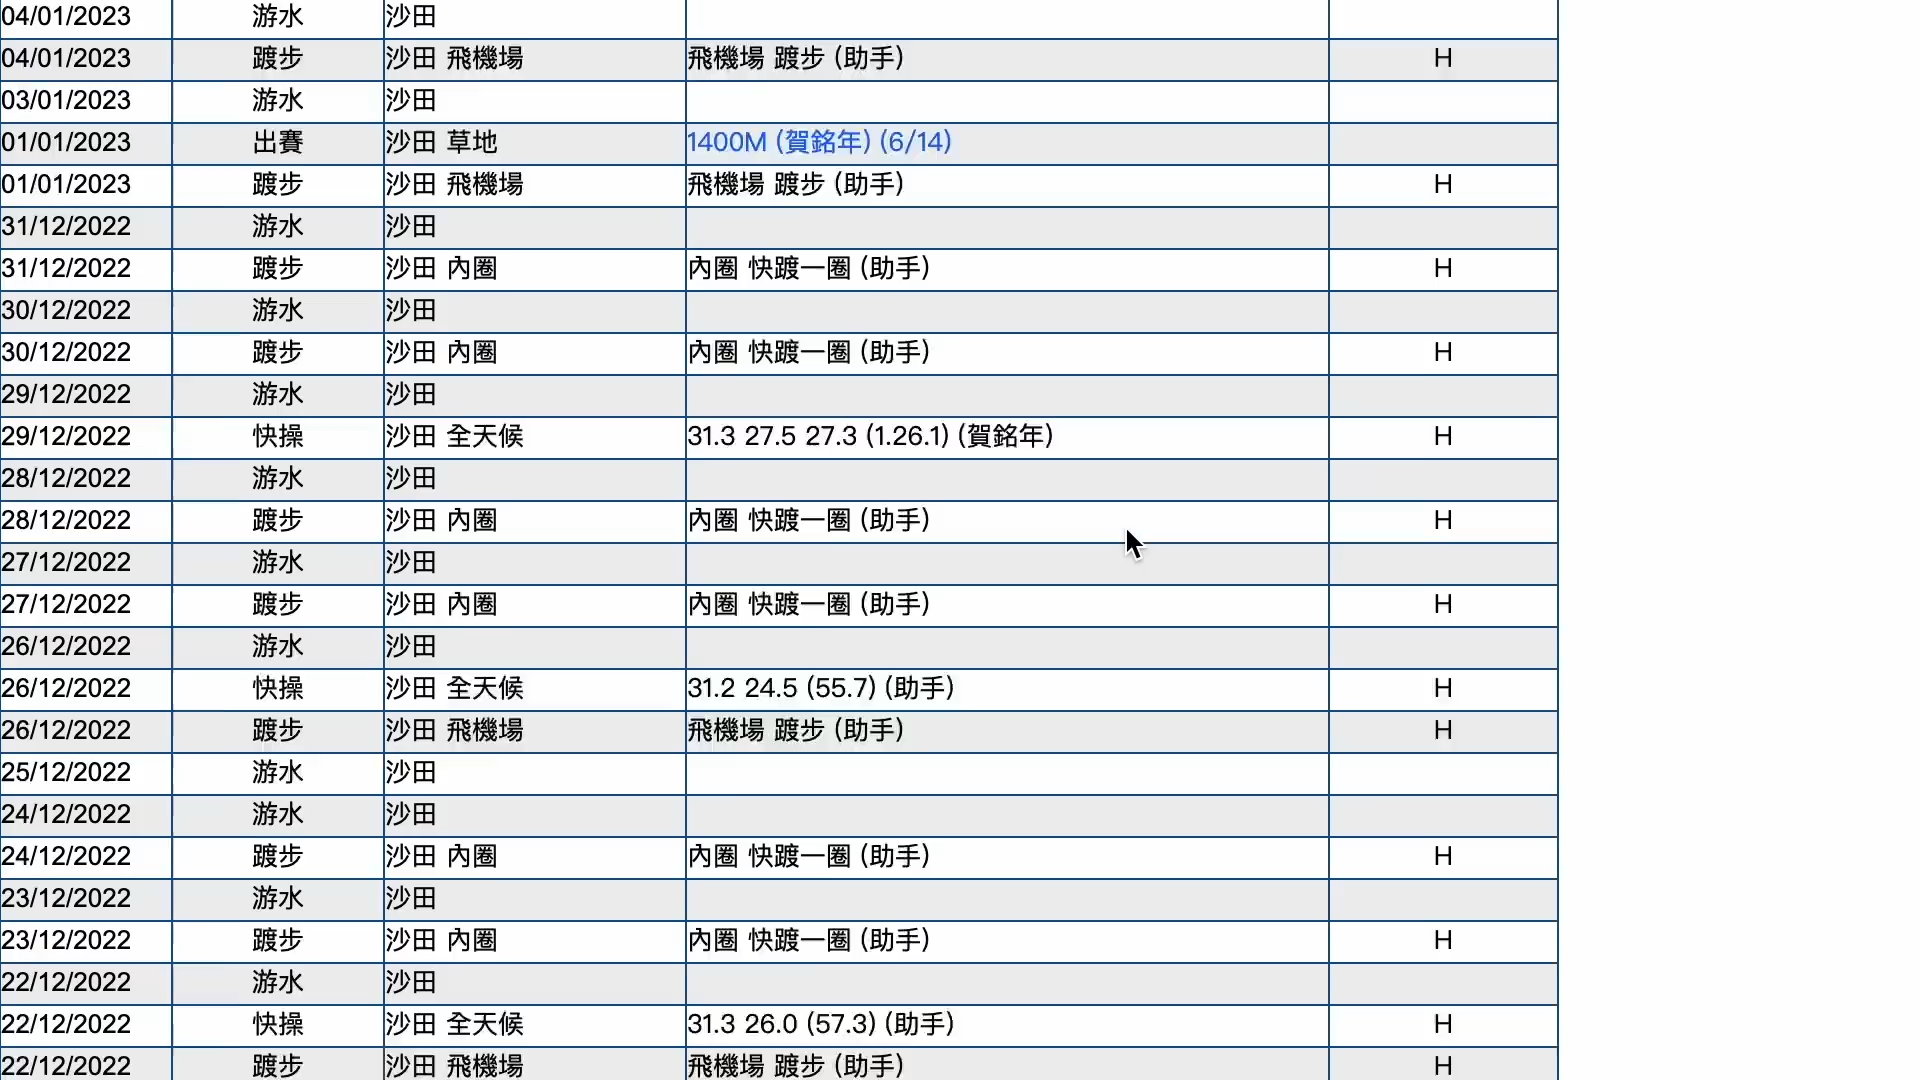 04/01/2023 游水 沙田
04/01/2023 踱步 沙田 飛機場 飛機場 踱步 (助手) H
03/01/2023 游水 沙田
01/01/2023 出賽 沙田 草地 1400M (賀銘年) (6/14)
01/01/2023 踱步 沙田 飛機場 飛機場 踱步 (助手) H
31/12/2022 游水 沙田
31/12/2022 踱步 沙田 內圈 內圈 快踱一圈 (助手) H
30/12/2022 游水 沙田
30/12/2022 踱步 沙田 內圈 內圈 快踱一圈 (助手) H
29/12/2022 游水 沙田
29/12/2022 快操 沙田 全天候 31.3 27.5 27.3 (1.26.1) (賀銘年) H
28/12/2022 游水 沙田
28/12/2022 踱步 沙田 內圈 內圈 快踱一圈 (助手) H
27/12/2022 游水 沙田
27/12/2022 踱步 沙田 內圈 內圈 快踱一圈 (助手) H
26/12/2022 游水 沙田
26/12/2022 快操 沙田 全天候 31.2 24.5 (55.7) (助手) H
26/12/2022 踱步 沙田 飛機場 飛機場 踱步 (助手) H
25/12/2022 游水 沙田
24/12/2022 游水 沙田
24/12/2022 踱步 沙田 內圈 內圈 快踱一圈 (助手) H
23/12/2022 游水 沙田
23/12/2022 踱步 沙田 內圈 內圈 快踱一圈 (助手) H
22/12/2022 游水 沙田
22/12/2022 快操 沙田 全天候 31.3 26.0 (57.3) (助手) H
22/12/2022 踱步 沙田 飛機場 飛機場 踱步 (助手) H